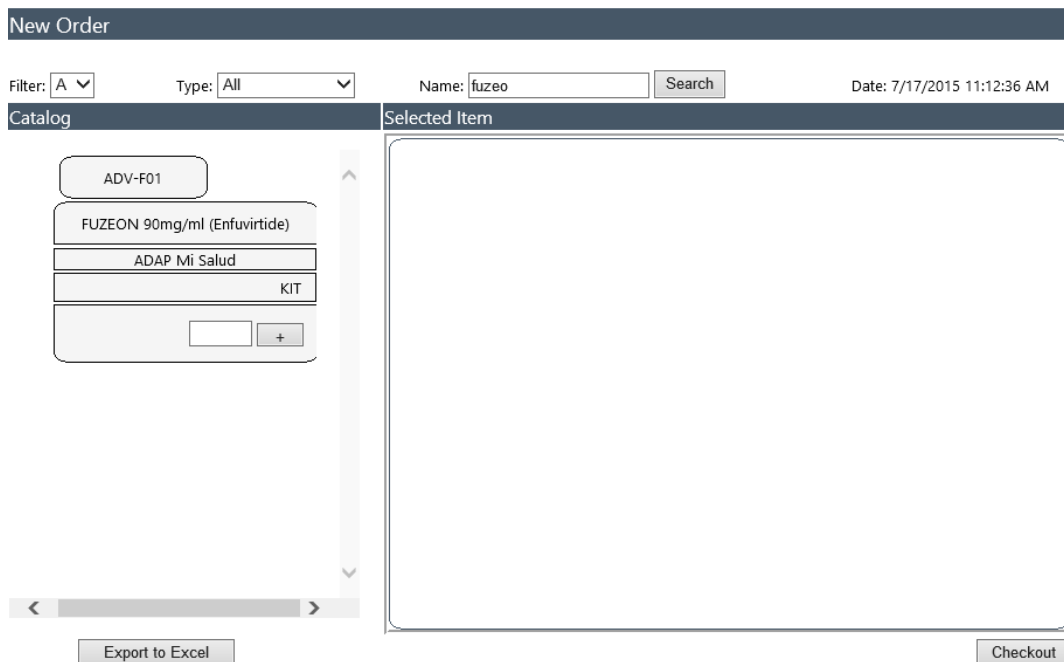 New Order
Filter: A Type: All Name: fuzeo Search Date: 7/17/2015 11:12:36 AM
Catalog Selected Item
ADV-F01
FUZEON 90mg/ml (Enfuvirtide)
ADAP Mi Salud
KIT
+
Export to Excel Checkout